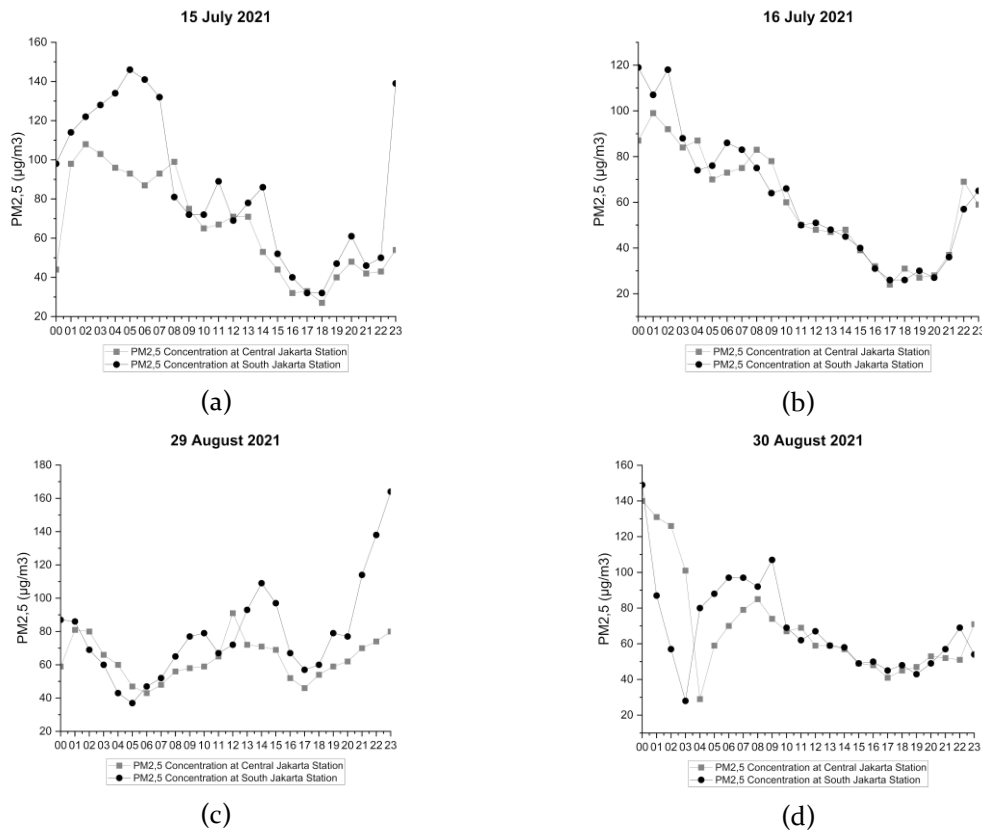 15 July 2021
160
140
120
100
80
60
40
20
PM2,5 (µg/m3)
00 01 02 03 04 05 06 07 08 09 10 11 12 13 14 15 16 17 18 19 20 21 22 23
PM2,5 Concentration at Central Jakarta Station
PM2,5 Concentration at South Jakarta Station
(a)
16 July 2021
120
100
80
60
40
20
PM2,5 (µg/m3)
00 01 02 03 04 05 06 07 08 09 10 11 12 13 14 15 16 17 18 19 20 21 22 23
PM2,5 Concentration at Central Jakarta Station
PM2,5 Concentration at South Jakarta Station
(b)
29 August 2021
180
160
140
120
100
80
60
40
20
PM2,5 (µg/m3)
00 01 02 03 04 05 06 07 08 09 10 11 12 13 14 15 16 17 18 19 20 21 22 23
PM2,5 Concentration at Central Jakarta Station
PM2,5 Concentration at South Jakarta Station
(c)
30 August 2021
160
140
120
100
80
60
40
20
PM2,5 (µg/m3)
00 01 02 03 04 05 06 07 08 09 10 11 12 13 14 15 16 17 18 19 20 21 22 23
PM2,5 Concentration at Central Jakarta Station
PM2,5 Concentration at South Jakarta Station
(d)